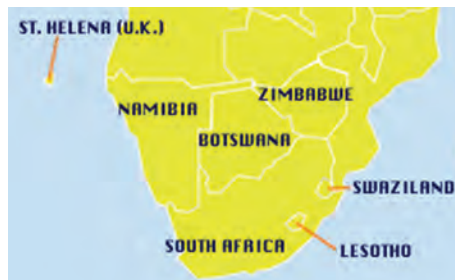 ST. HELENA (U.K.)
ZIMBABWE
NAMIBIA
BOTSWANA
SWAZILAND
SOUTH AFRICA
LESOTHO